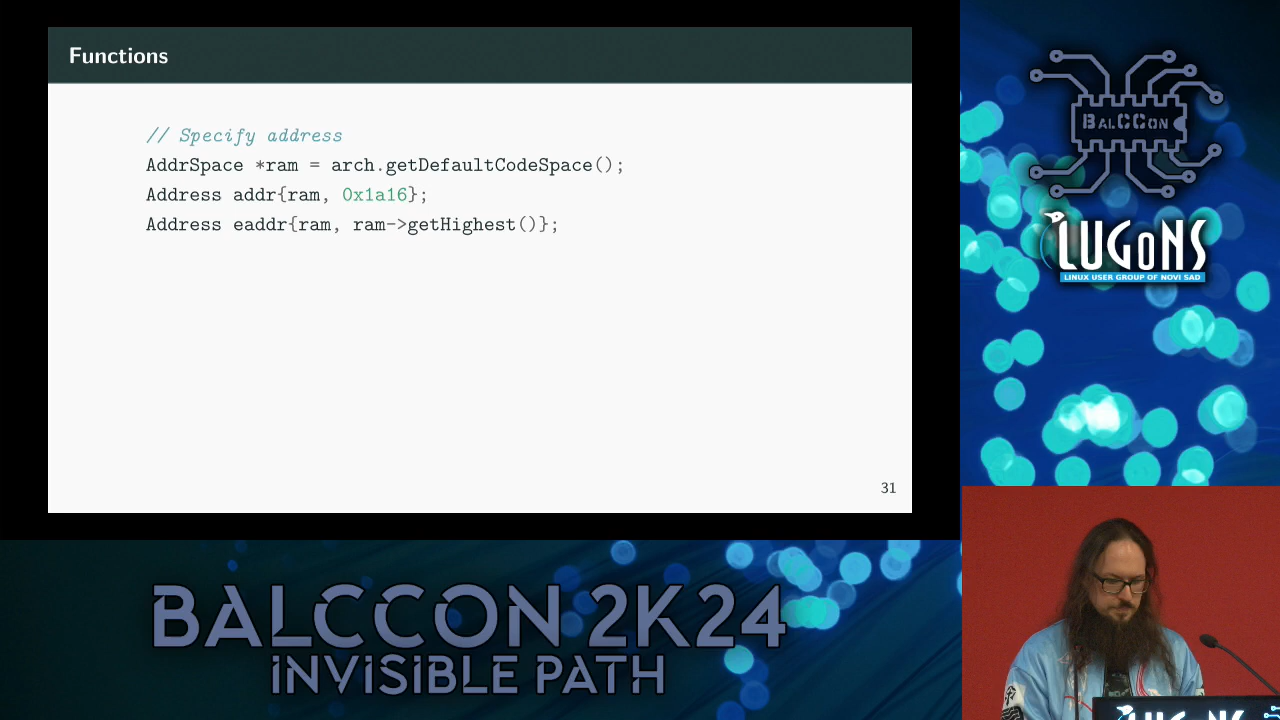 Functions
// Specify address
AddrSpace *ram = arch.getDefaultCodeSpace();
Address addr{ram, 0x1a16};
Address eaddr{ram, ram->getHighest()};
31
BALCCON
LUGONS
LINUX USER GROUP OF NOVI SAD
BALCCON 2K24
INVISIBLE PATH